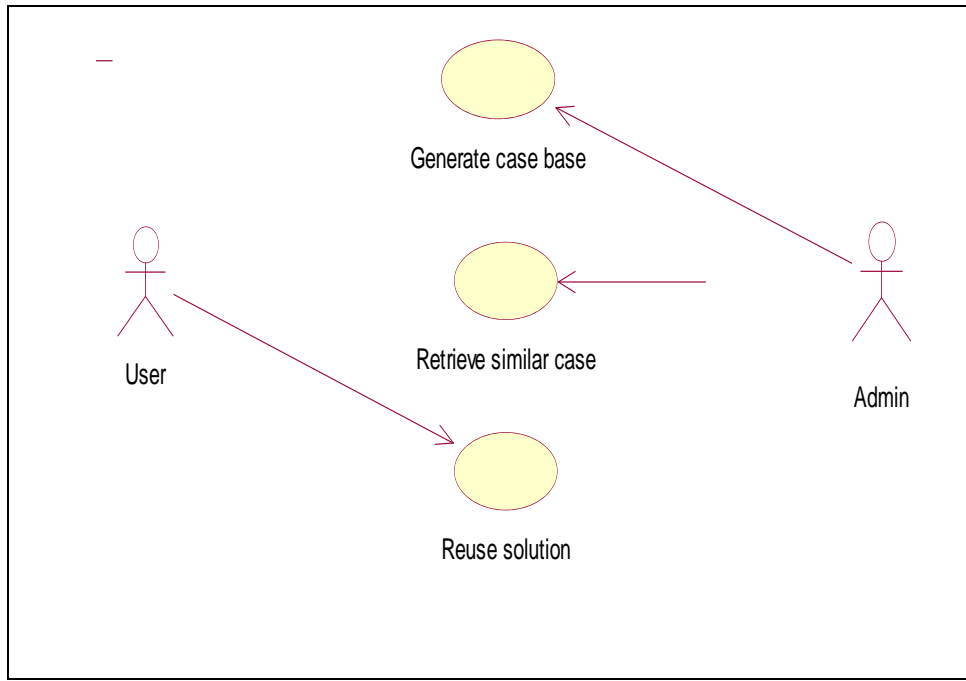 Generate case base
User
Retrieve similar case
Admin
Reuse solution